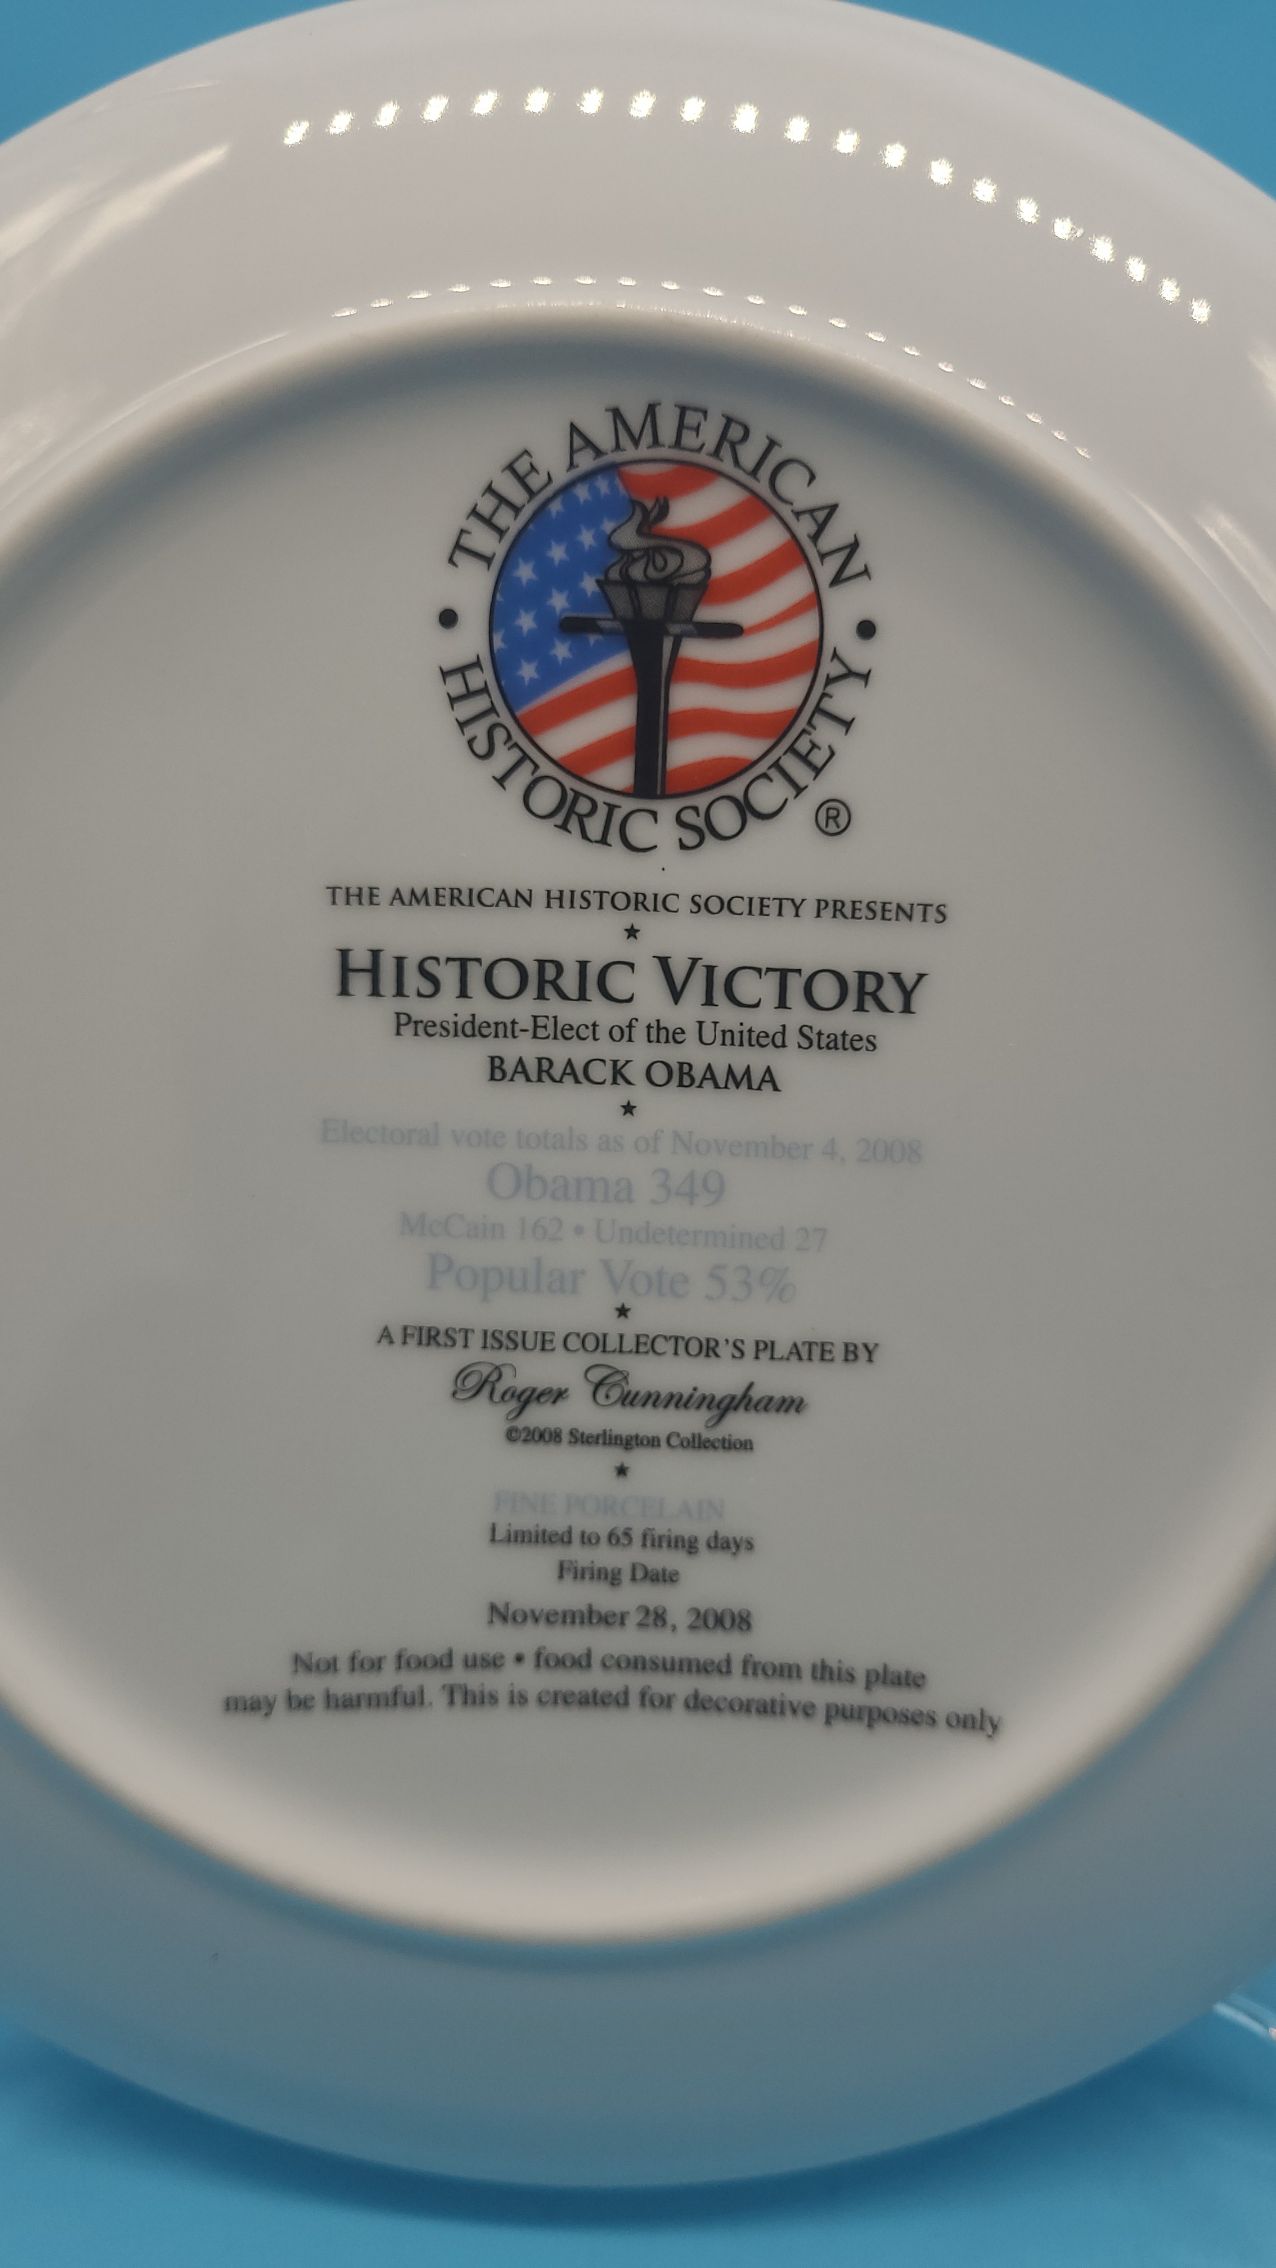 THE AMERICAN
HISTORIC SOCIETY ®
THE AMERICAN HISTORIC SOCIETY PRESENTS
HISTORIC VICTORY
President-Elect of the United States
BARACK OBAMA
Electoral vote totals as of November 4, 2008
Obama 349
McCain 162 • Undetermined 27
Popular Vote 53%
A FIRST ISSUE COLLECTOR'S PLATE BY
Roger Cunningham
©2008 Sterlington Collection
FINE PORCELAIN
Limited to 65 firing days
Firing Date
November 28, 2008
Not for food use • food consumed from this plate
may be harmful. This is created for decorative purposes only